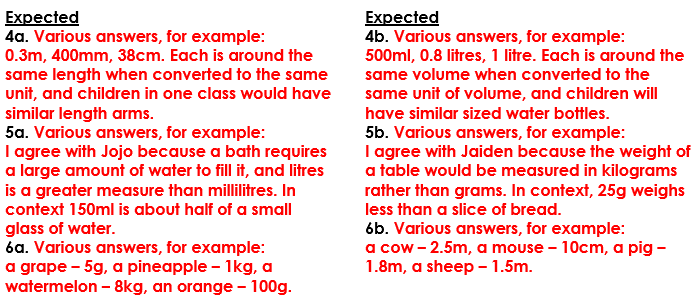 Expected
4a. Various answers, for example:
0.3m, 400mm, 38cm. Each is around the
same length when converted to the same
unit, and children in one class would have
similar length arms.
5a. Various answers, for example:
I agree with Jojo because a bath requires
a large amount of water to fill it, and litres
is a greater measure than millilitres. In
context 150ml is about half of a small
glass of water.
6a. Various answers, for example:
a grape – 5g, a pineapple – 1kg, a
watermelon – 8kg, an orange – 100g.
Expected
4b. Various answers, for example:
500ml, 0.8 litres, 1 litre. Each is around the
same volume when converted to the
same unit of volume, and children will
have similar sized water bottles.
5b. Various answers, for example:
I agree with Jaiden because the weight of
a table would be measured in kilograms
rather than grams. In context, 25g weighs
less than a slice of bread.
6b. Various answers, for example:
a cow – 2.5m, a mouse – 10cm, a pig –
1.8m, a sheep – 1.5m.